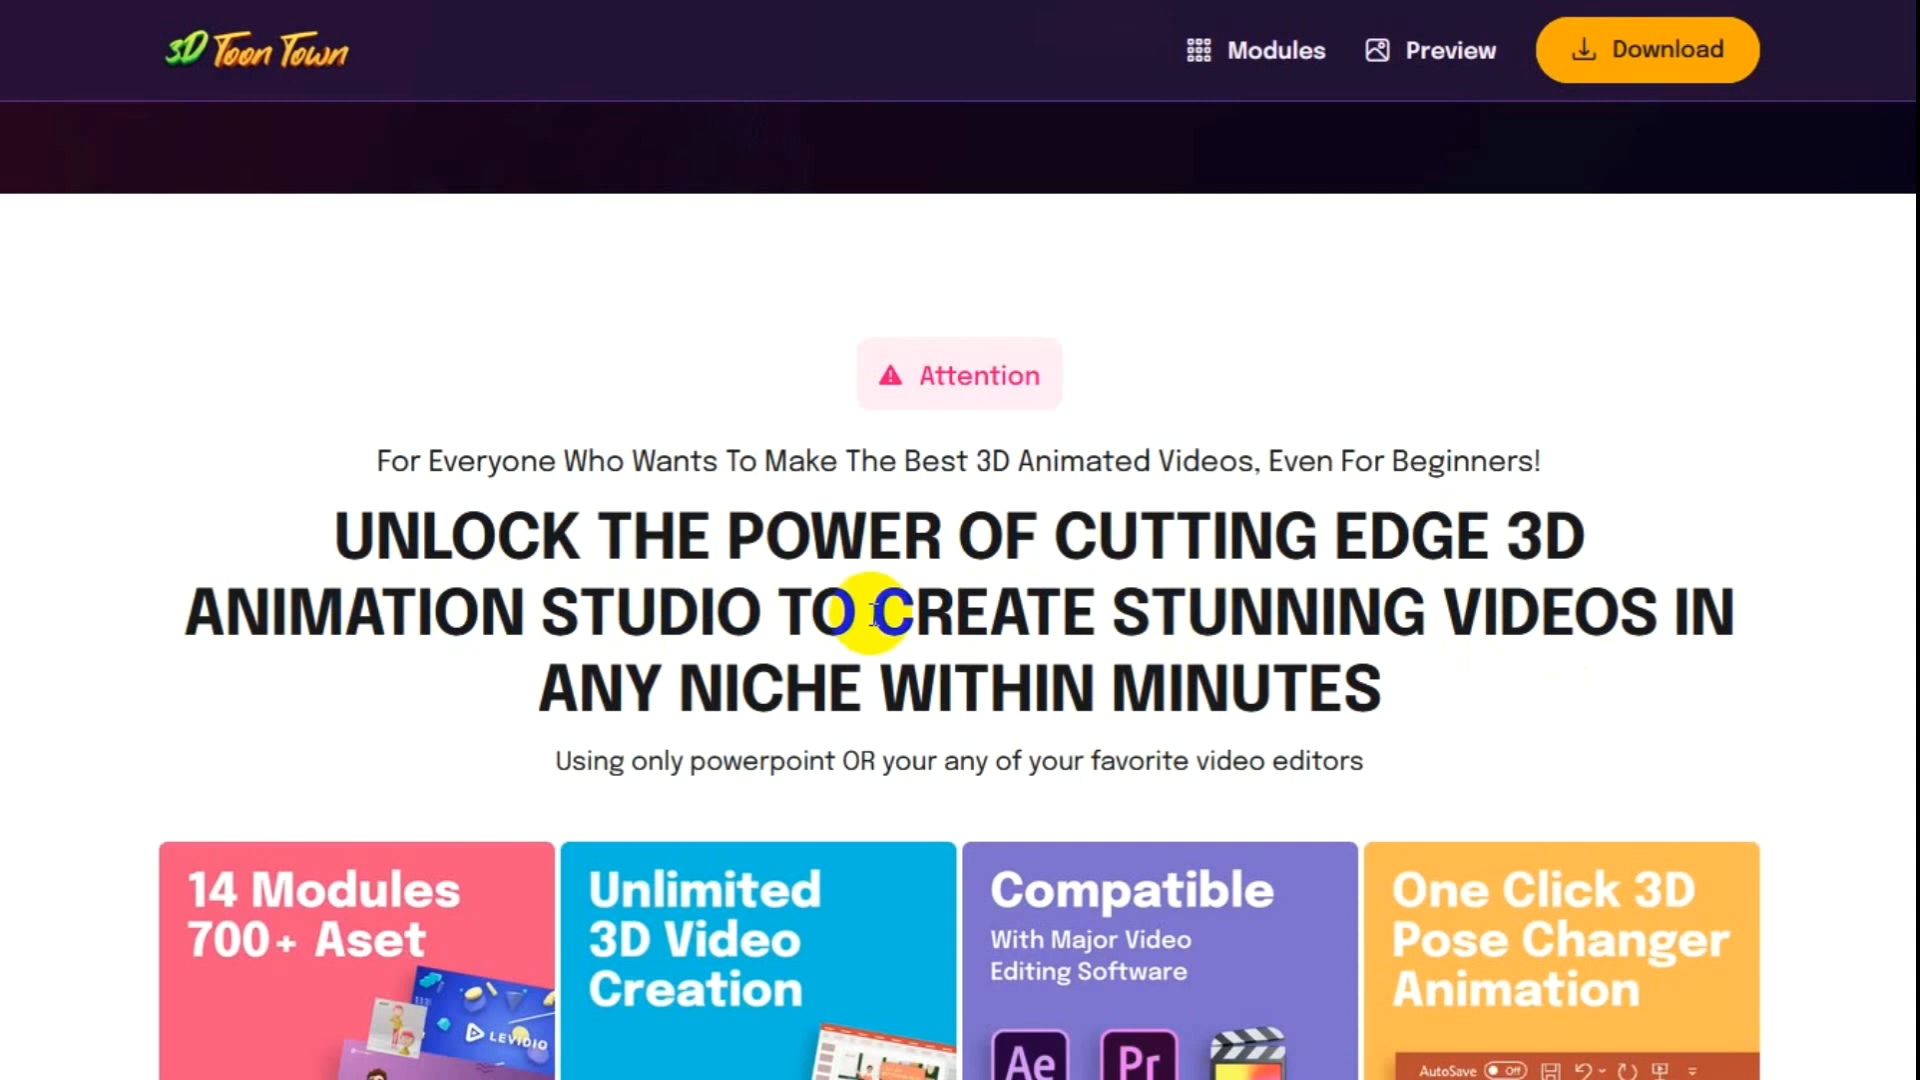 3D Toon Town
Modules
Preview
Download
Attention
For Everyone Who Wants To Make The Best 3D Animated Videos, Even For Beginners!
UNLOCK THE POWER OF CUTTING EDGE 3D
ANIMATION STUDIO TO CREATE STUNNING VIDEOS IN
ANY NICHE WITHIN MINUTES
Using only powerpoint OR your any of your favorite video editors
14 Modules
700+ Aset
LEVIDIO
Unlimited
3D Video
Creation
Compatible
With Major Video
Editing Software
Ae
Pr
One Click 3D
Pose Changer
Animation
AutoSave
Off